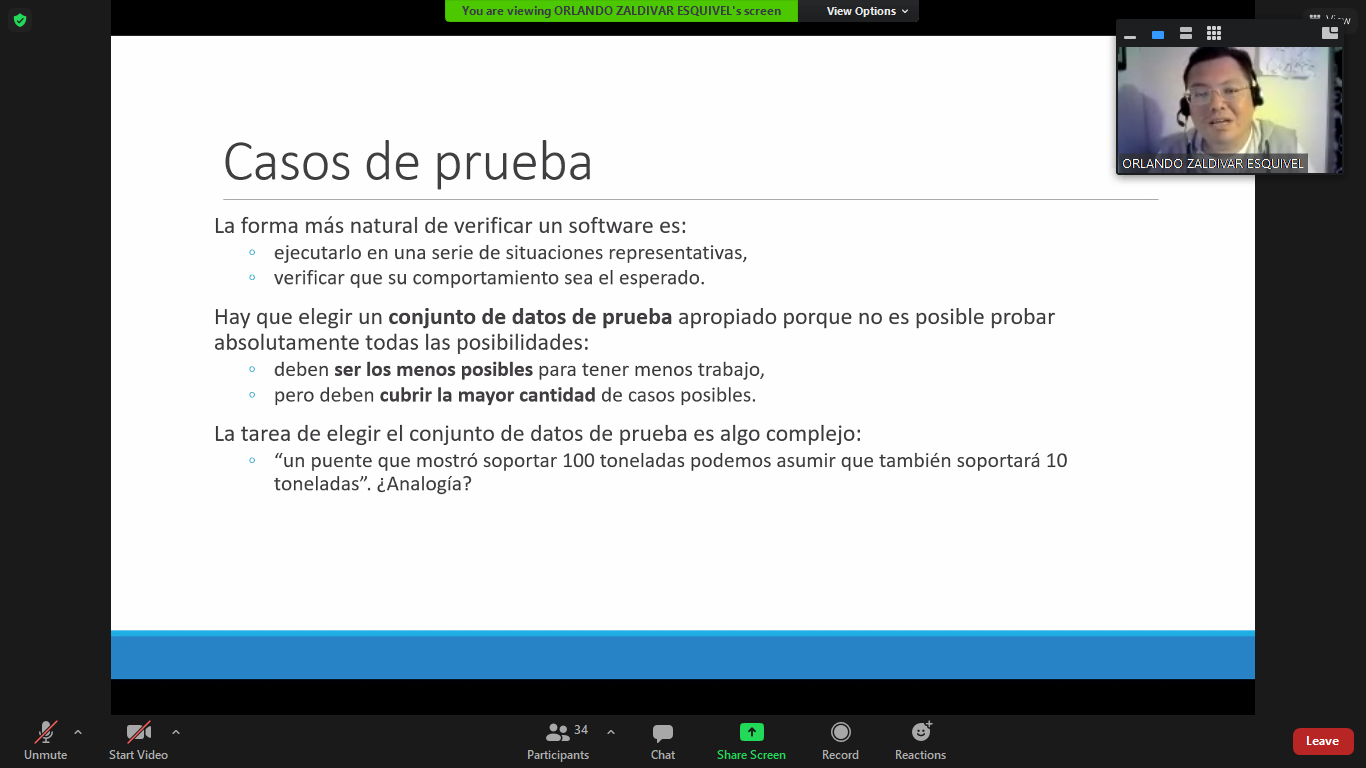 You are viewing ORLANDO ZALDIVAR ESQUIVEL's screen
View Options
View
ORLANDO ZALDIVAR ESQUIVEL
Casos de prueba
La forma más natural de verificar un software es:
ejecutarlo en una serie de situaciones representativas,
verificar que su comportamiento sea el esperado.
Hay que elegir un conjunto de datos de prueba apropiado porque no es posible probar
absolutamente todas las posibilidades:
deben ser los menos posibles para tener menos trabajo,
pero deben cubrir la mayor cantidad de casos posibles.
La tarea de elegir el conjunto de datos de prueba es algo complejo:
“un puente que mostró soportar 100 toneladas podemos asumir que también soportará 10
toneladas”. ¿Analogía?
Unmute
Start Video
34
Participants
Chat
Share Screen
Record
Reactions
Leave